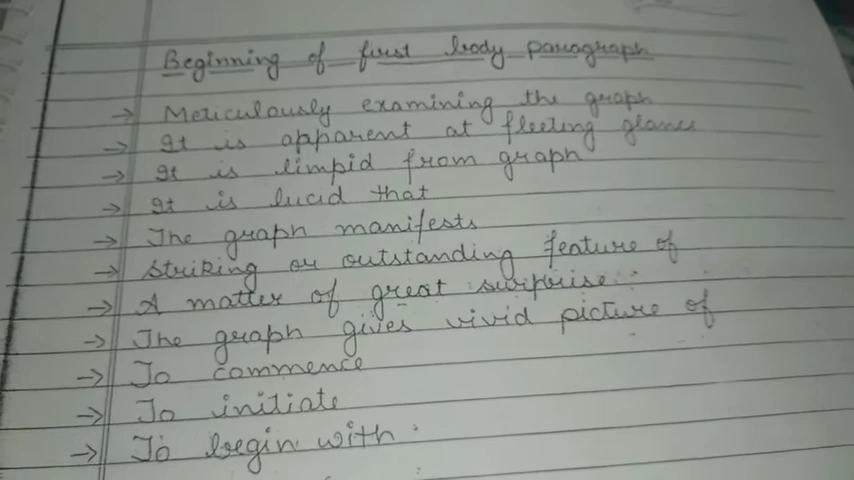 Beginning of first body paragraph
→ Meticulously examining the graph
→ It is apparent at fleeting glance
→ It is limpid from graph
→ It is lucid that
→ The graph manifests
→ Striking or outstanding feature of
→ A matter of great surprise.
→ The graph gives vivid picture of
→ To commence
→ To initiate
→ To begin with.